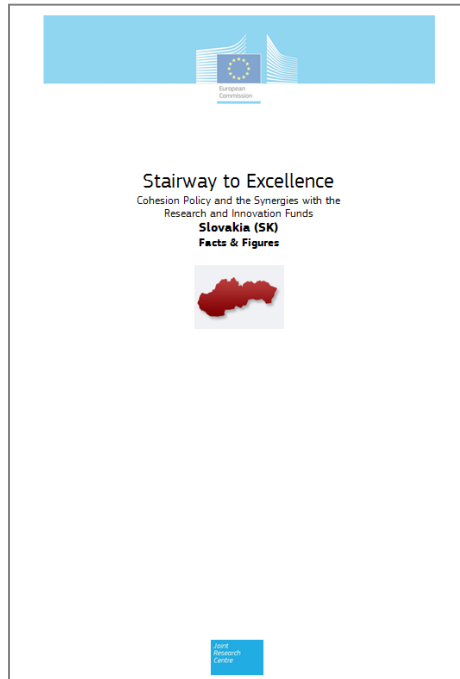 European
Commission
Stairway to Excellence
Cohesion Policy and the Synergies with the
Research and Innovation Funds
Slovakia (SK)
Facts & Figures
Joint
Research
Centre